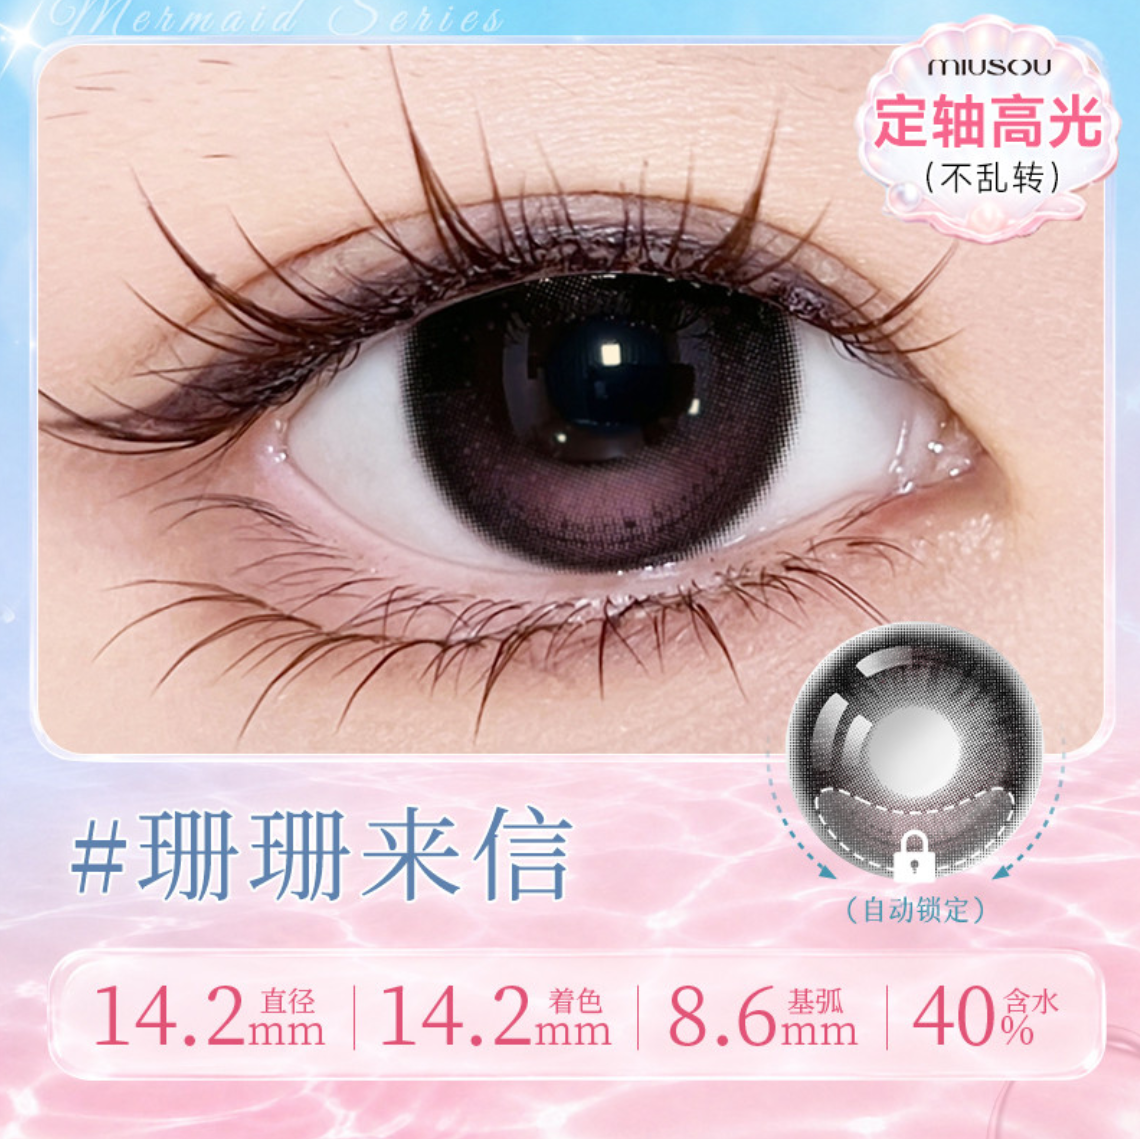 Mermaid Series
MIUSOU
定轴高光
（不乱转）
#珊珊来信
（自动锁定）
14.2mm 直径
14.2mm 着色
8.6mm 基弧
40% 含水